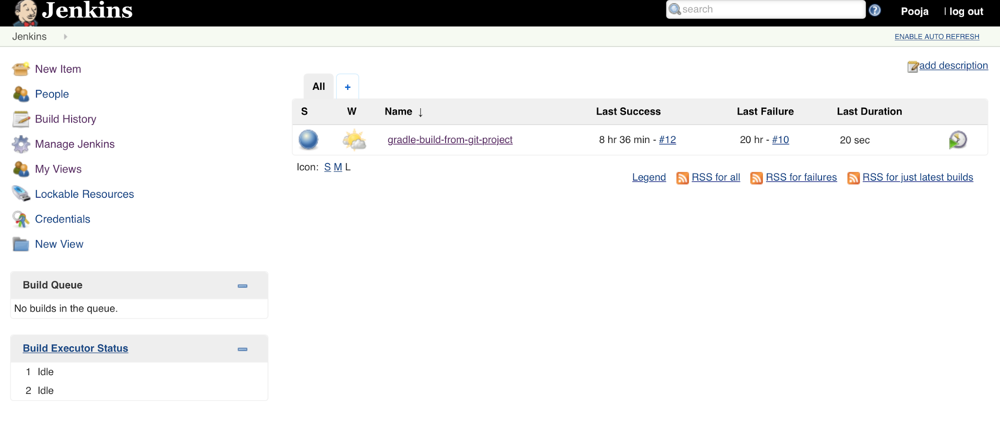 Jenkins
search
Pooja | log out
Jenkins
ENABLE AUTO REFRESH
New Item
People
Build History
Manage Jenkins
My Views
Lockable Resources
Credentials
New View
Build Queue
No builds in the queue.
Build Executor Status
1 Idle
2 Idle
add description
All +
S W Name ↓ Last Success Last Failure Last Duration
gradle-build-from-git-project 8 hr 36 min - #12 20 hr - #10 20 sec
Icon: S M L
Legend RSS for all RSS for failures RSS for just latest builds